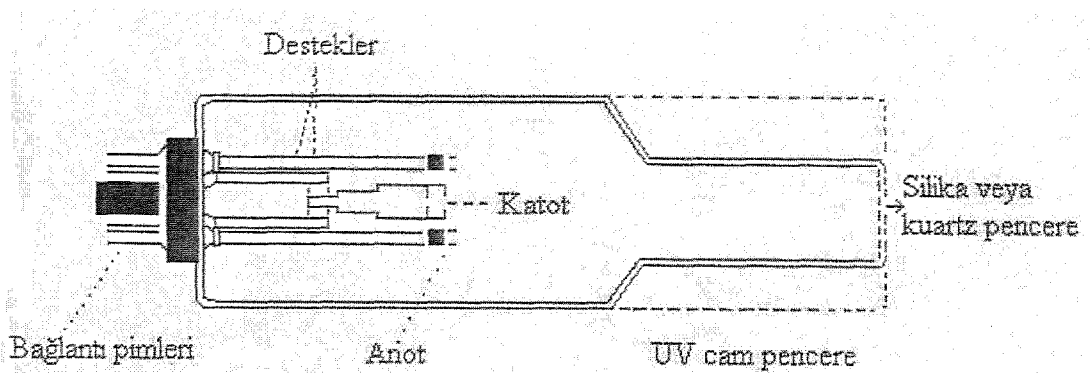 Destekler
Katot
Silika veya
kuartz pencere
Bağlantı pimleri
Anot
UV cam pencere